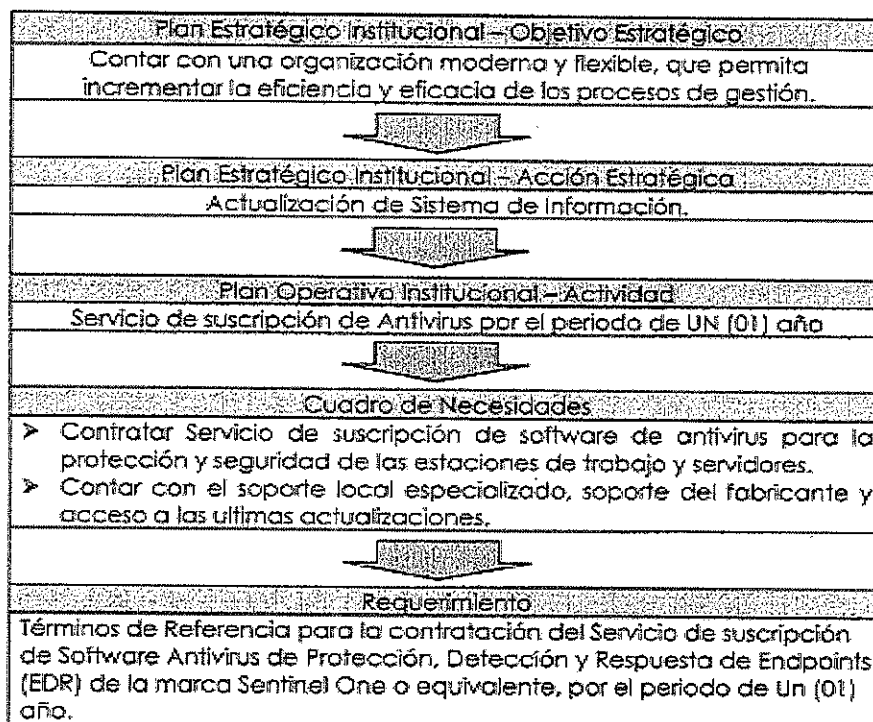 Plan Estratégico Institucional – Objetivo Estratégico
Contar con una organización moderna y flexible, que permita
incrementar la eficiencia y eficacia de los procesos de gestión.
Plan Estratégico Institucional – Acción Estratégica
Actualización de Sistema de Información.
Plan Operativo Institucional – Actividad
Servicio de suscripción de Antivirus por el periodo de UN (01) año
Cuadro de Necesidades
➢ Contratar Servicio de suscripción de software de antivirus para la
protección y seguridad de las estaciones de trabajo y servidores.
➢ Contar con el soporte local especializado, soporte del fabricante y
acceso a las ultimas actualizaciones.
Requerimiento
Términos de Referencia para la contratación del Servicio de suscripción
de Software Antivirus de Protección, Detección y Respuesta de Endpoints
(EDR) de la marca Sentinel One o equivalente, por el periodo de Un (01)
año.